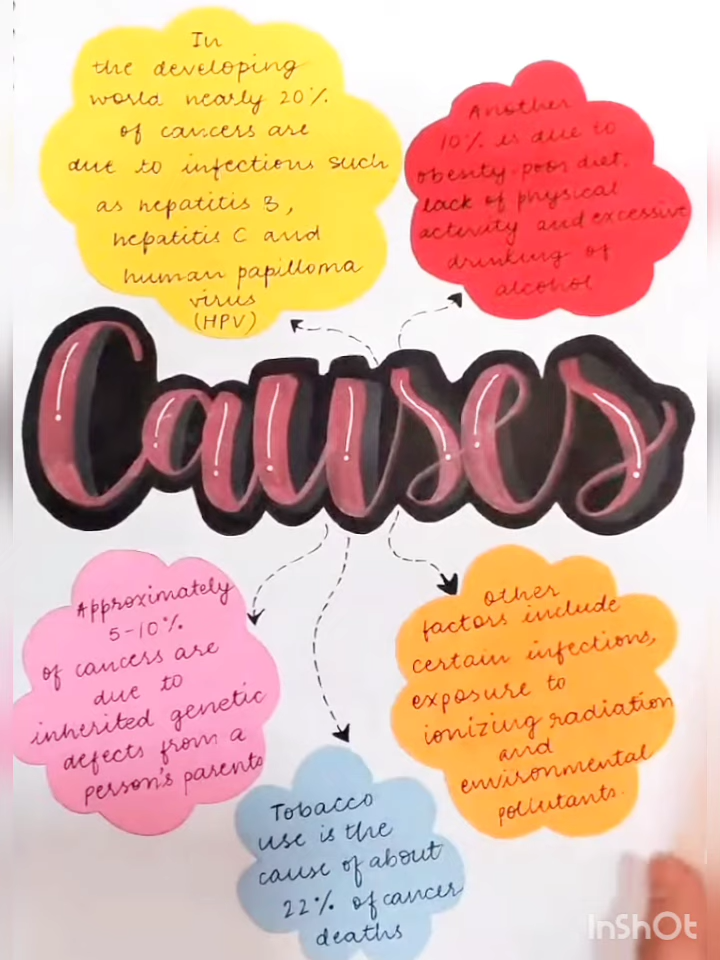 In
the developing
world nearly 20%
of cancers are
due to infections such
as hepatitis B,
hepatitis C and
human papilloma
virus
(HPV)
Another
10% is due to
obesity poor diet,
lack of physical
activity and excessive
drinking of
alcohol
Causes
Approximately
5-10%
of cancers are
due to
inherited genetic
defects from a
person's parents
Other
factors include
certain infections,
exposure to
ionizing radiation
and
environmental
pollutants.
Tobacco
use is the
cause of about
22% of cancer
deaths
InShOt